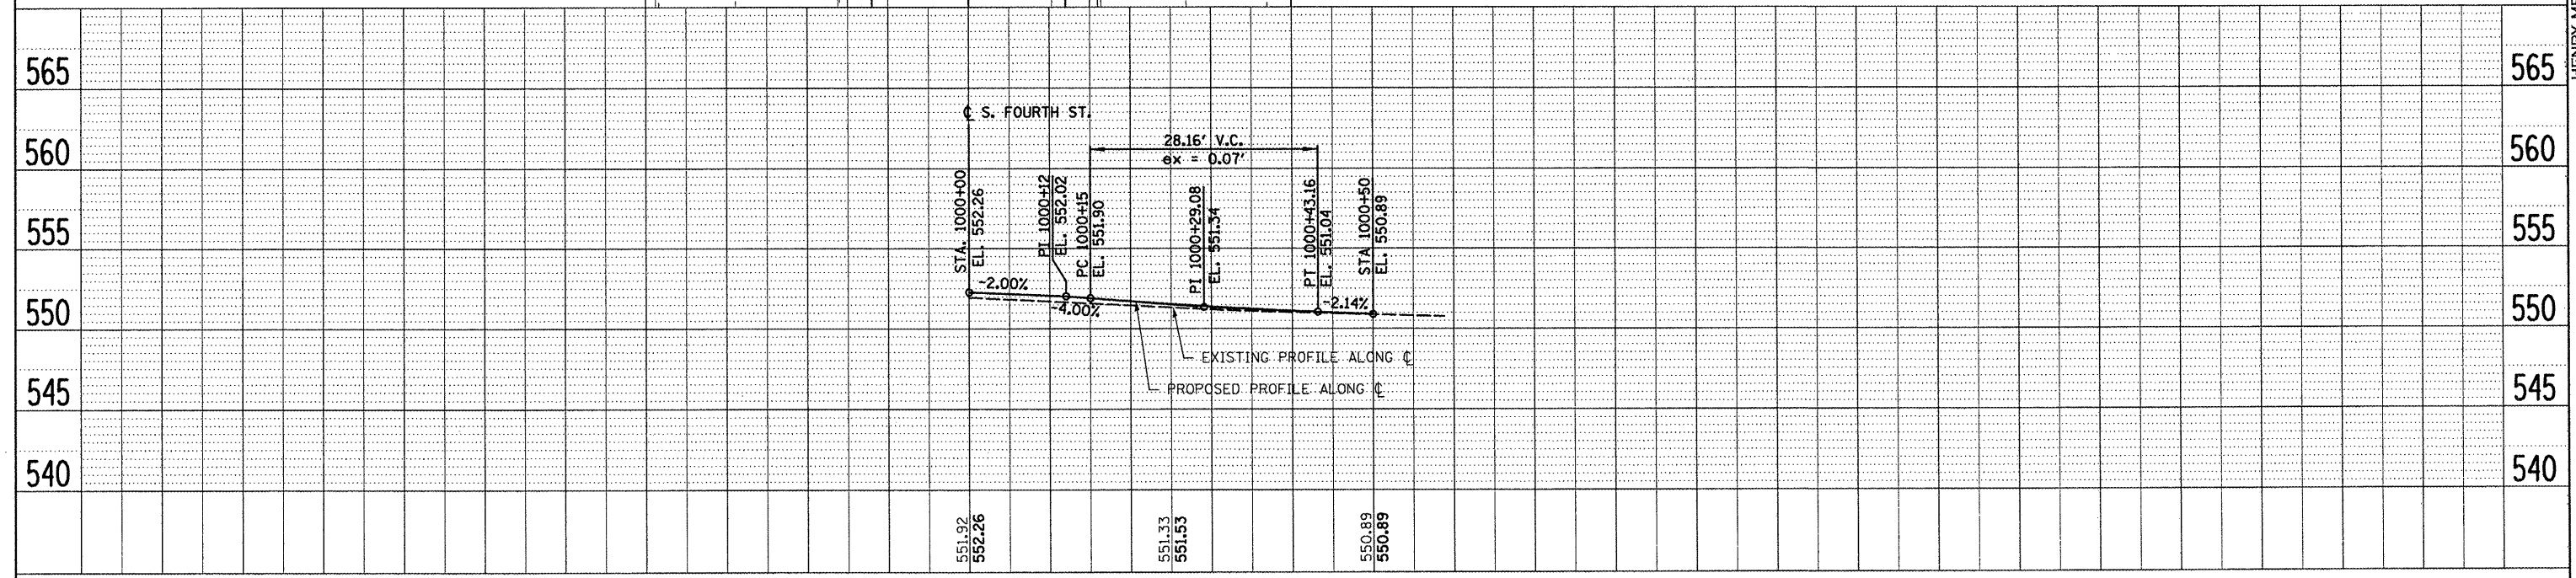 565
565
℄ S. FOURTH ST.
28.16' V.C.
ex = 0.07'
560
560
STA. 1000+00
EL. 552.26
PI 1000+12
EL. 552.02
PC 1000+15
EL. 551.90
PI 1000+29.08
EL. 551.34
PT 1000+43.16
EL. 551.04
STA 1000+50
EL. 550.89
555
555
-2.00%
-4.00%
-2.14%
550
550
EXISTING PROFILE ALONG ℄
PROPOSED PROFILE ALONG ℄
545
545
540
540
551.92
552.26
551.33
551.53
550.89
550.89